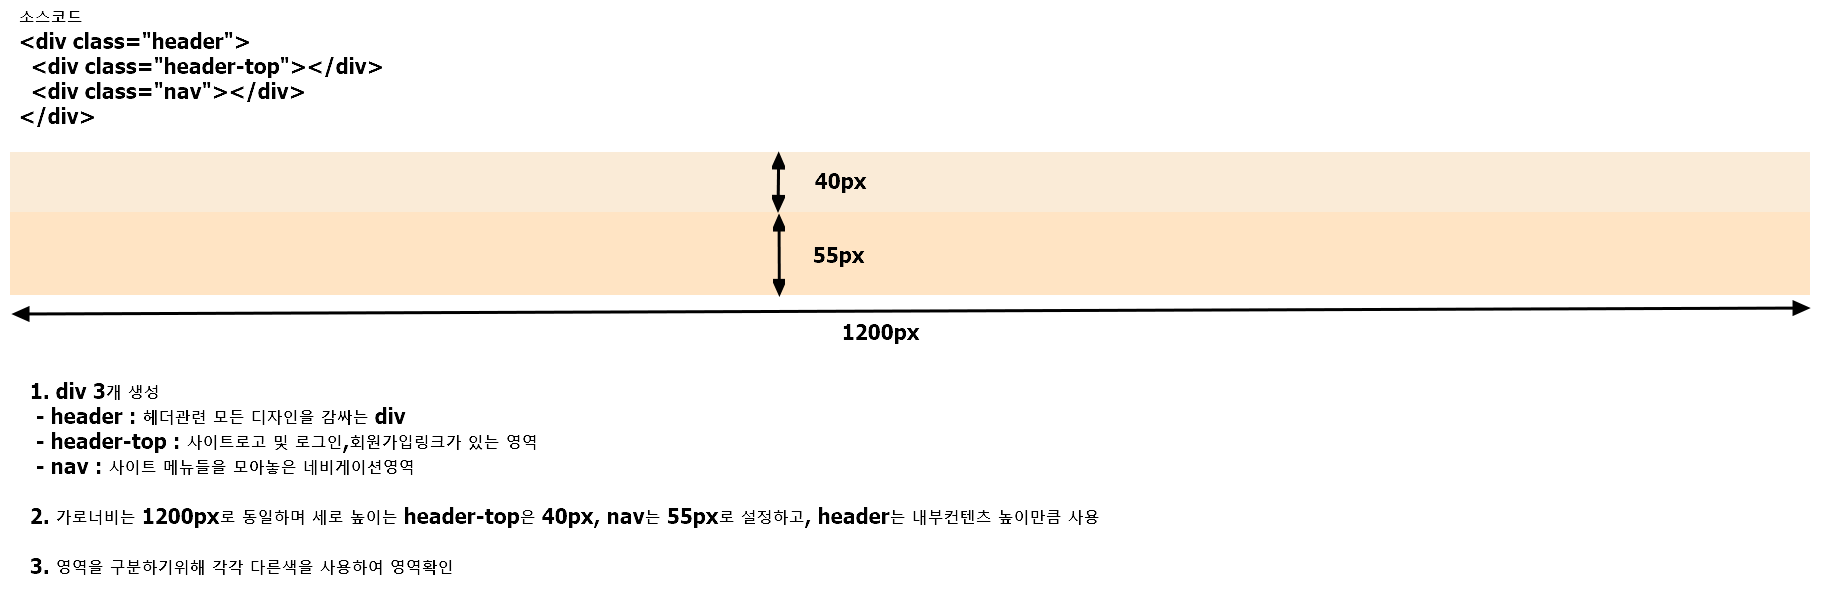 소스코드
<div class="header">
<div class="header-top"></div>
<div class="nav"></div>
</div>
40px
55px
1200px
1. div 3개 생성
- header : 헤더관련 모든 디자인을 감싸는 div
- header-top : 사이트로고 및 로그인,회원가입링크가 있는 영역
- nav : 사이트 메뉴들을 모아놓은 네비게이션영역
2. 가로너비는 1200px로 동일하며 세로 높이는 header-top은 40px, nav는 55px로 설정하고, header는 내부컨텐츠 높이만큼 사용
3. 영역을 구분하기위해 각각 다른색을 사용하여 영역확인